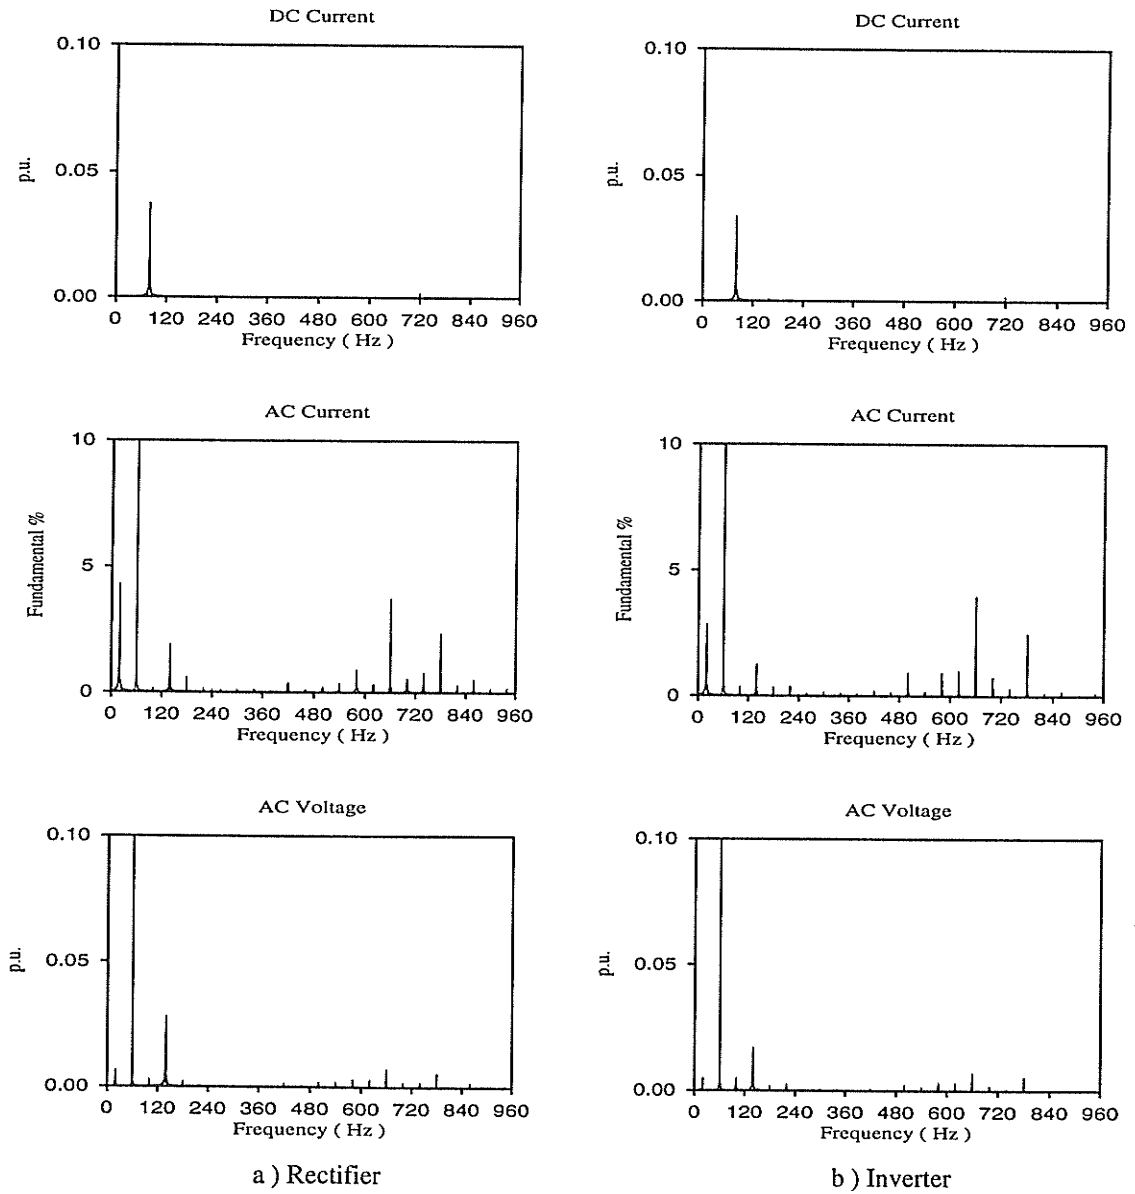 DC Current
0.10
p.u.
0.05
0.00
0 120 240 360 480 600 720 840 960
Frequency ( Hz )
DC Current
0.10
p.u.
0.05
0.00
0 120 240 360 480 600 720 840 960
Frequency ( Hz )
AC Current
10
Fundamental %
5
0
0 120 240 360 480 600 720 840 960
Frequency ( Hz )
AC Current
10
Fundamental %
5
0
0 120 240 360 480 600 720 840 960
Frequency ( Hz )
AC Voltage
0.10
p.u.
0.05
0.00
0 120 240 360 480 600 720 840 960
Frequency ( Hz )
AC Voltage
0.10
p.u.
0.05
0.00
0 120 240 360 480 600 720 840 960
Frequency ( Hz )
a ) Rectifier
b ) Inverter